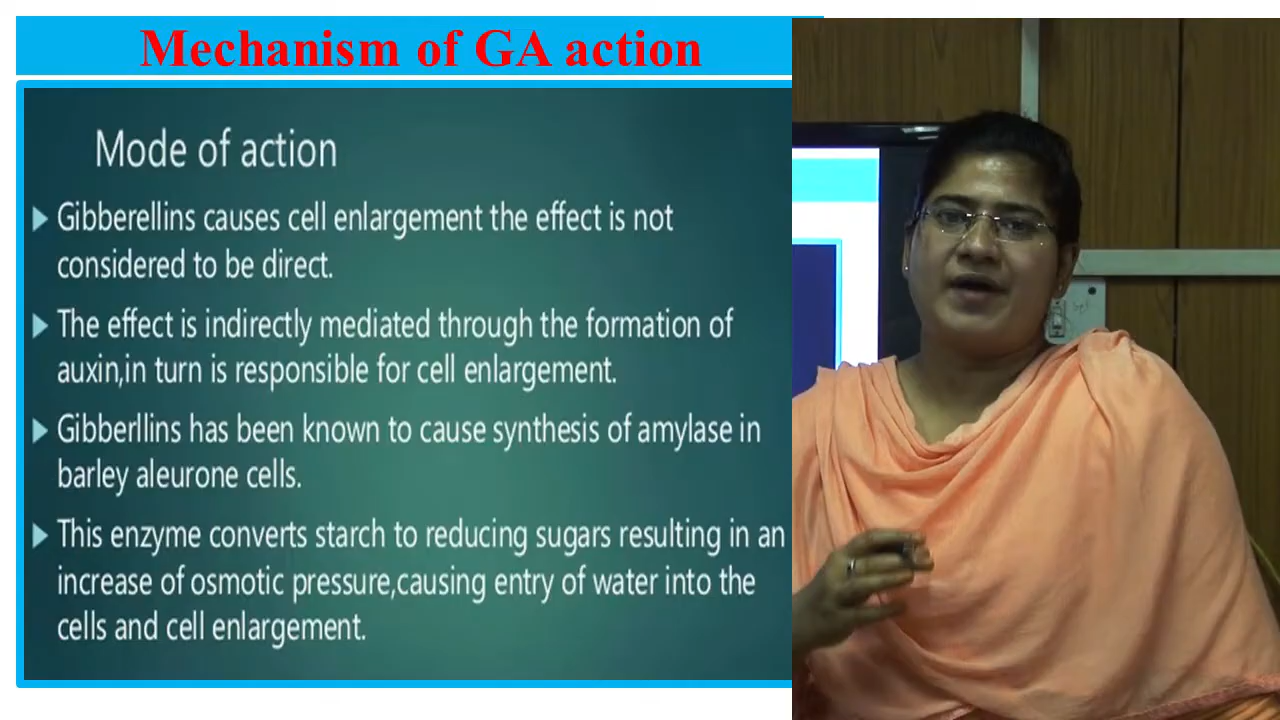 Mechanism of GA action
Mode of action
Gibberellins causes cell enlargement the effect is not
considered to be direct.
The effect is indirectly mediated through the formation of
auxin,in turn is responsible for cell enlargement.
Gibberllins has been known to cause synthesis of amylase in
barley aleurone cells.
This enzyme converts starch to reducing sugars resulting in an
increase of osmotic pressure,causing entry of water into the
cells and cell enlargement.